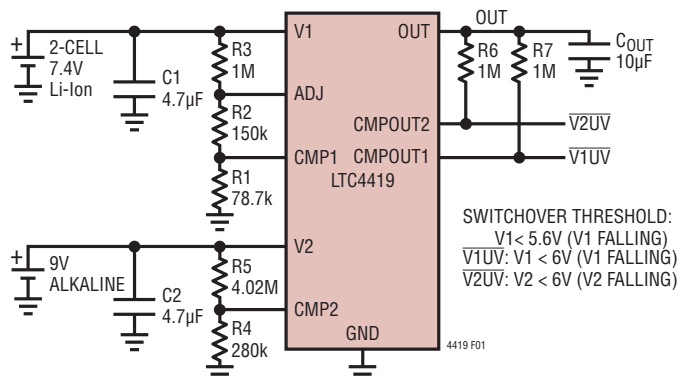 2-CELL
7.4V
Li-Ion
C1
4.7µF
R3
1M
R2
150k
R1
78.7k
9V
ALKALINE
C2
4.7µF
R5
4.02M
R4
280k
V1
ADJ
CMP1
V2
CMP2
GND
OUT
CMPOUT2
CMPOUT1
LTC4419
OUT
R6
1M
R7
1M
COUT
10µF
V2UV
V1UV
SWITCHOVER THRESHOLD:
V1< 5.6V (V1 FALLING)
V1UV: V1 < 6V (V1 FALLING)
V2UV: V2 < 6V (V2 FALLING)
4419 F01